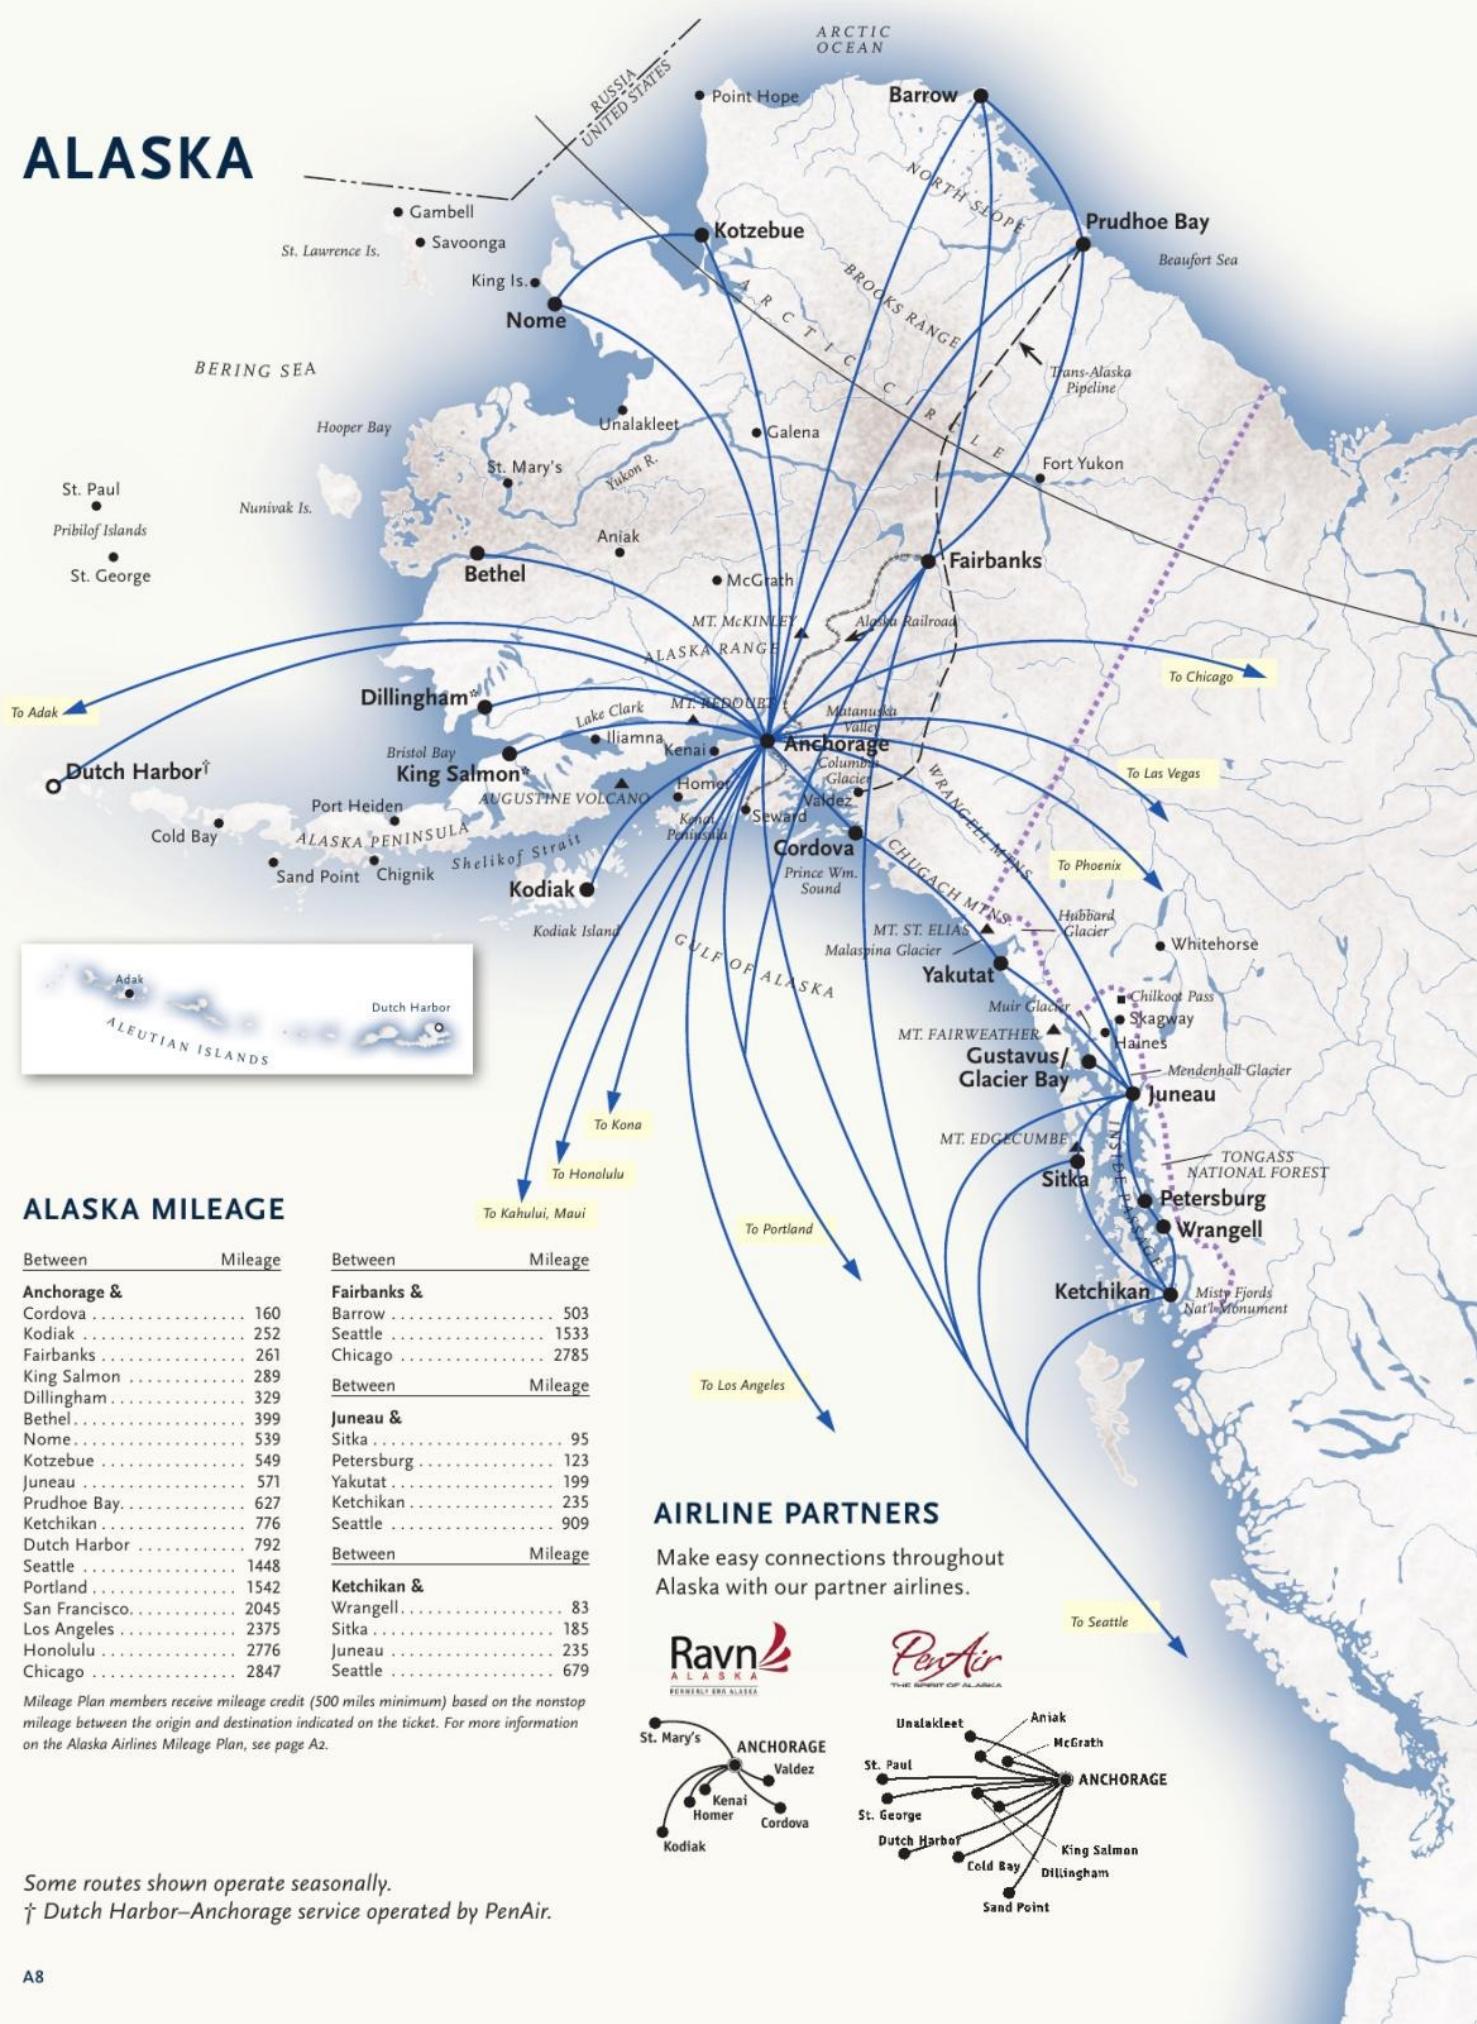 ARCTIC
OCEAN
RUSSIA
UNITED STATES
Point Hope
Barrow
ALASKA
NORTH SLOPE
Gambell
Savoonga
St. Lawrence Is.
Kotzebue
Prudhoe Bay
Beaufort Sea
King Is.
Nome
BROOKS RANGE
ARCTIC CIRCLE
Trans-Alaska
Pipeline
BERING SEA
Hooper Bay
Unalakleet
Galena
St. Mary's
Yukon R.
Fort Yukon
St. Paul
Nunivak Is.
Pribilof Islands
St. George
Aniak
Bethel
McGrath
Fairbanks
MT. McKINLEY
Alaska Railroad
ALASKA RANGE
To Chicago
To Adak
Dillingham*
MT. REDOUBT
Lake Clark
Iliamna
Matanuska
Valley
Kenai
Anchorage
Bristol Bay
King Salmon*
Columbia
Glacier
Dutch Harbor†
To Las Vegas
Homer
AUGUSTINE VOLCANO
Valdez
WRANGELL MTNS
Port Heiden
Seward
Kenai
Peninsula
Cold Bay
ALASKA PENINSULA
Shelikof Strait
Cordova
CHUGACH MTNS
To Phoenix
Sand Point
Chignik
Kodiak
Prince Wm.
Sound
Hubbard
Glacier
Kodiak Island
GULF OF ALASKA
MT. ST. ELIAS
Malaspina Glacier
Whitehorse
Yakutat
Adak
Dutch Harbor
ALEUTIAN ISLANDS
Muir Glacier
Chilkoot Pass
Skagway
MT. FAIRWEATHER
Haines
Gustavus/
Glacier Bay
Mendenhall Glacier
Juneau
To Kona
MT. EDGECUMBE
INSIDE PASSAGE
TONGASS
NATIONAL FOREST
To Honolulu
Sitka
Petersburg
To Kahului, Maui
To Portland
Wrangell
Ketchikan
Misty Fjords
Nat'l Monument
To Los Angeles
To Seattle
ALASKA MILEAGE
Between Mileage
Anchorage &
Cordova 160
Kodiak 252
Fairbanks 261
King Salmon 289
Dillingham 329
Bethel 399
Nome 539
Kotzebue 549
Juneau 571
Prudhoe Bay 627
Ketchikan 776
Dutch Harbor 792
Seattle 1448
Portland 1542
San Francisco 2045
Los Angeles 2375
Honolulu 2776
Chicago 2847
Between Mileage
Fairbanks &
Barrow 503
Seattle 1533
Chicago 2785
Between Mileage
Juneau &
Sitka 95
Petersburg 123
Yakutat 199
Ketchikan 235
Seattle 909
Between Mileage
Ketchikan &
Wrangell 83
Sitka 185
Juneau 235
Seattle 679
Mileage Plan members receive mileage credit (500 miles minimum) based on the nonstop
mileage between the origin and destination indicated on the ticket. For more information
on the Alaska Airlines Mileage Plan, see page A2.
AIRLINE PARTNERS
Make easy connections throughout
Alaska with our partner airlines.
Ravn
ALASKA
FORMERLY ERA ALASKA
PenAir
THE SPIRIT OF ALASKA
St. Mary's
ANCHORAGE
Valdez
Kenai
Homer
Cordova
Kodiak
Unalakleet
Aniak
McGrath
St. Paul
ANCHORAGE
St. George
Dutch Harbor
King Salmon
Cold Bay
Dillingham
Sand Point
Some routes shown operate seasonally.
† Dutch Harbor–Anchorage service operated by PenAir.
A8